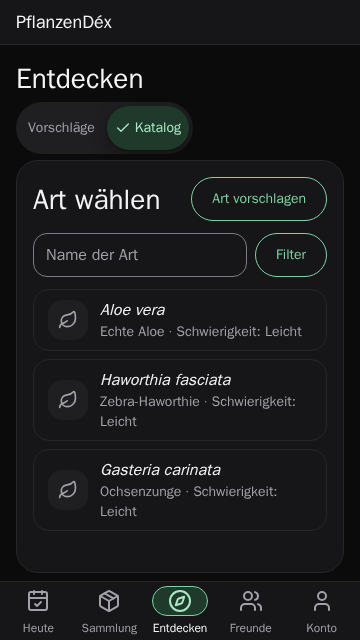 PflanzenDéx
Entdecken
Vorschläge
Katalog
Art wählen
Art vorschlagen
Name der Art
Filter
Aloe vera
Echte Aloe · Schwierigkeit: Leicht
Haworthia fasciata
Zebra-Haworthie · Schwierigkeit:
Leicht
Gasteria carinata
Ochsenzunge · Schwierigkeit:
Leicht
Heute
Sammlung
Entdecken
Freunde
Konto